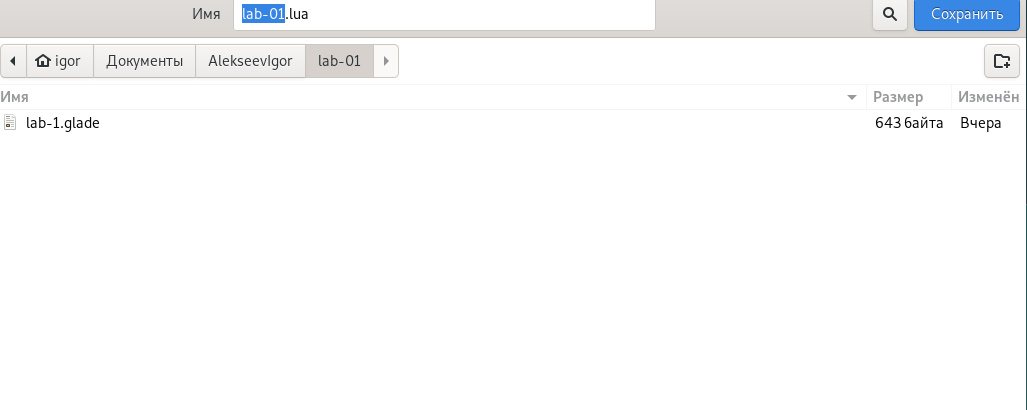 Имя lab-01.lua Сохранить
igor Документы AlekseevIgor lab-01
Имя Размер Изменён
lab-1.glade 643 байта Вчера